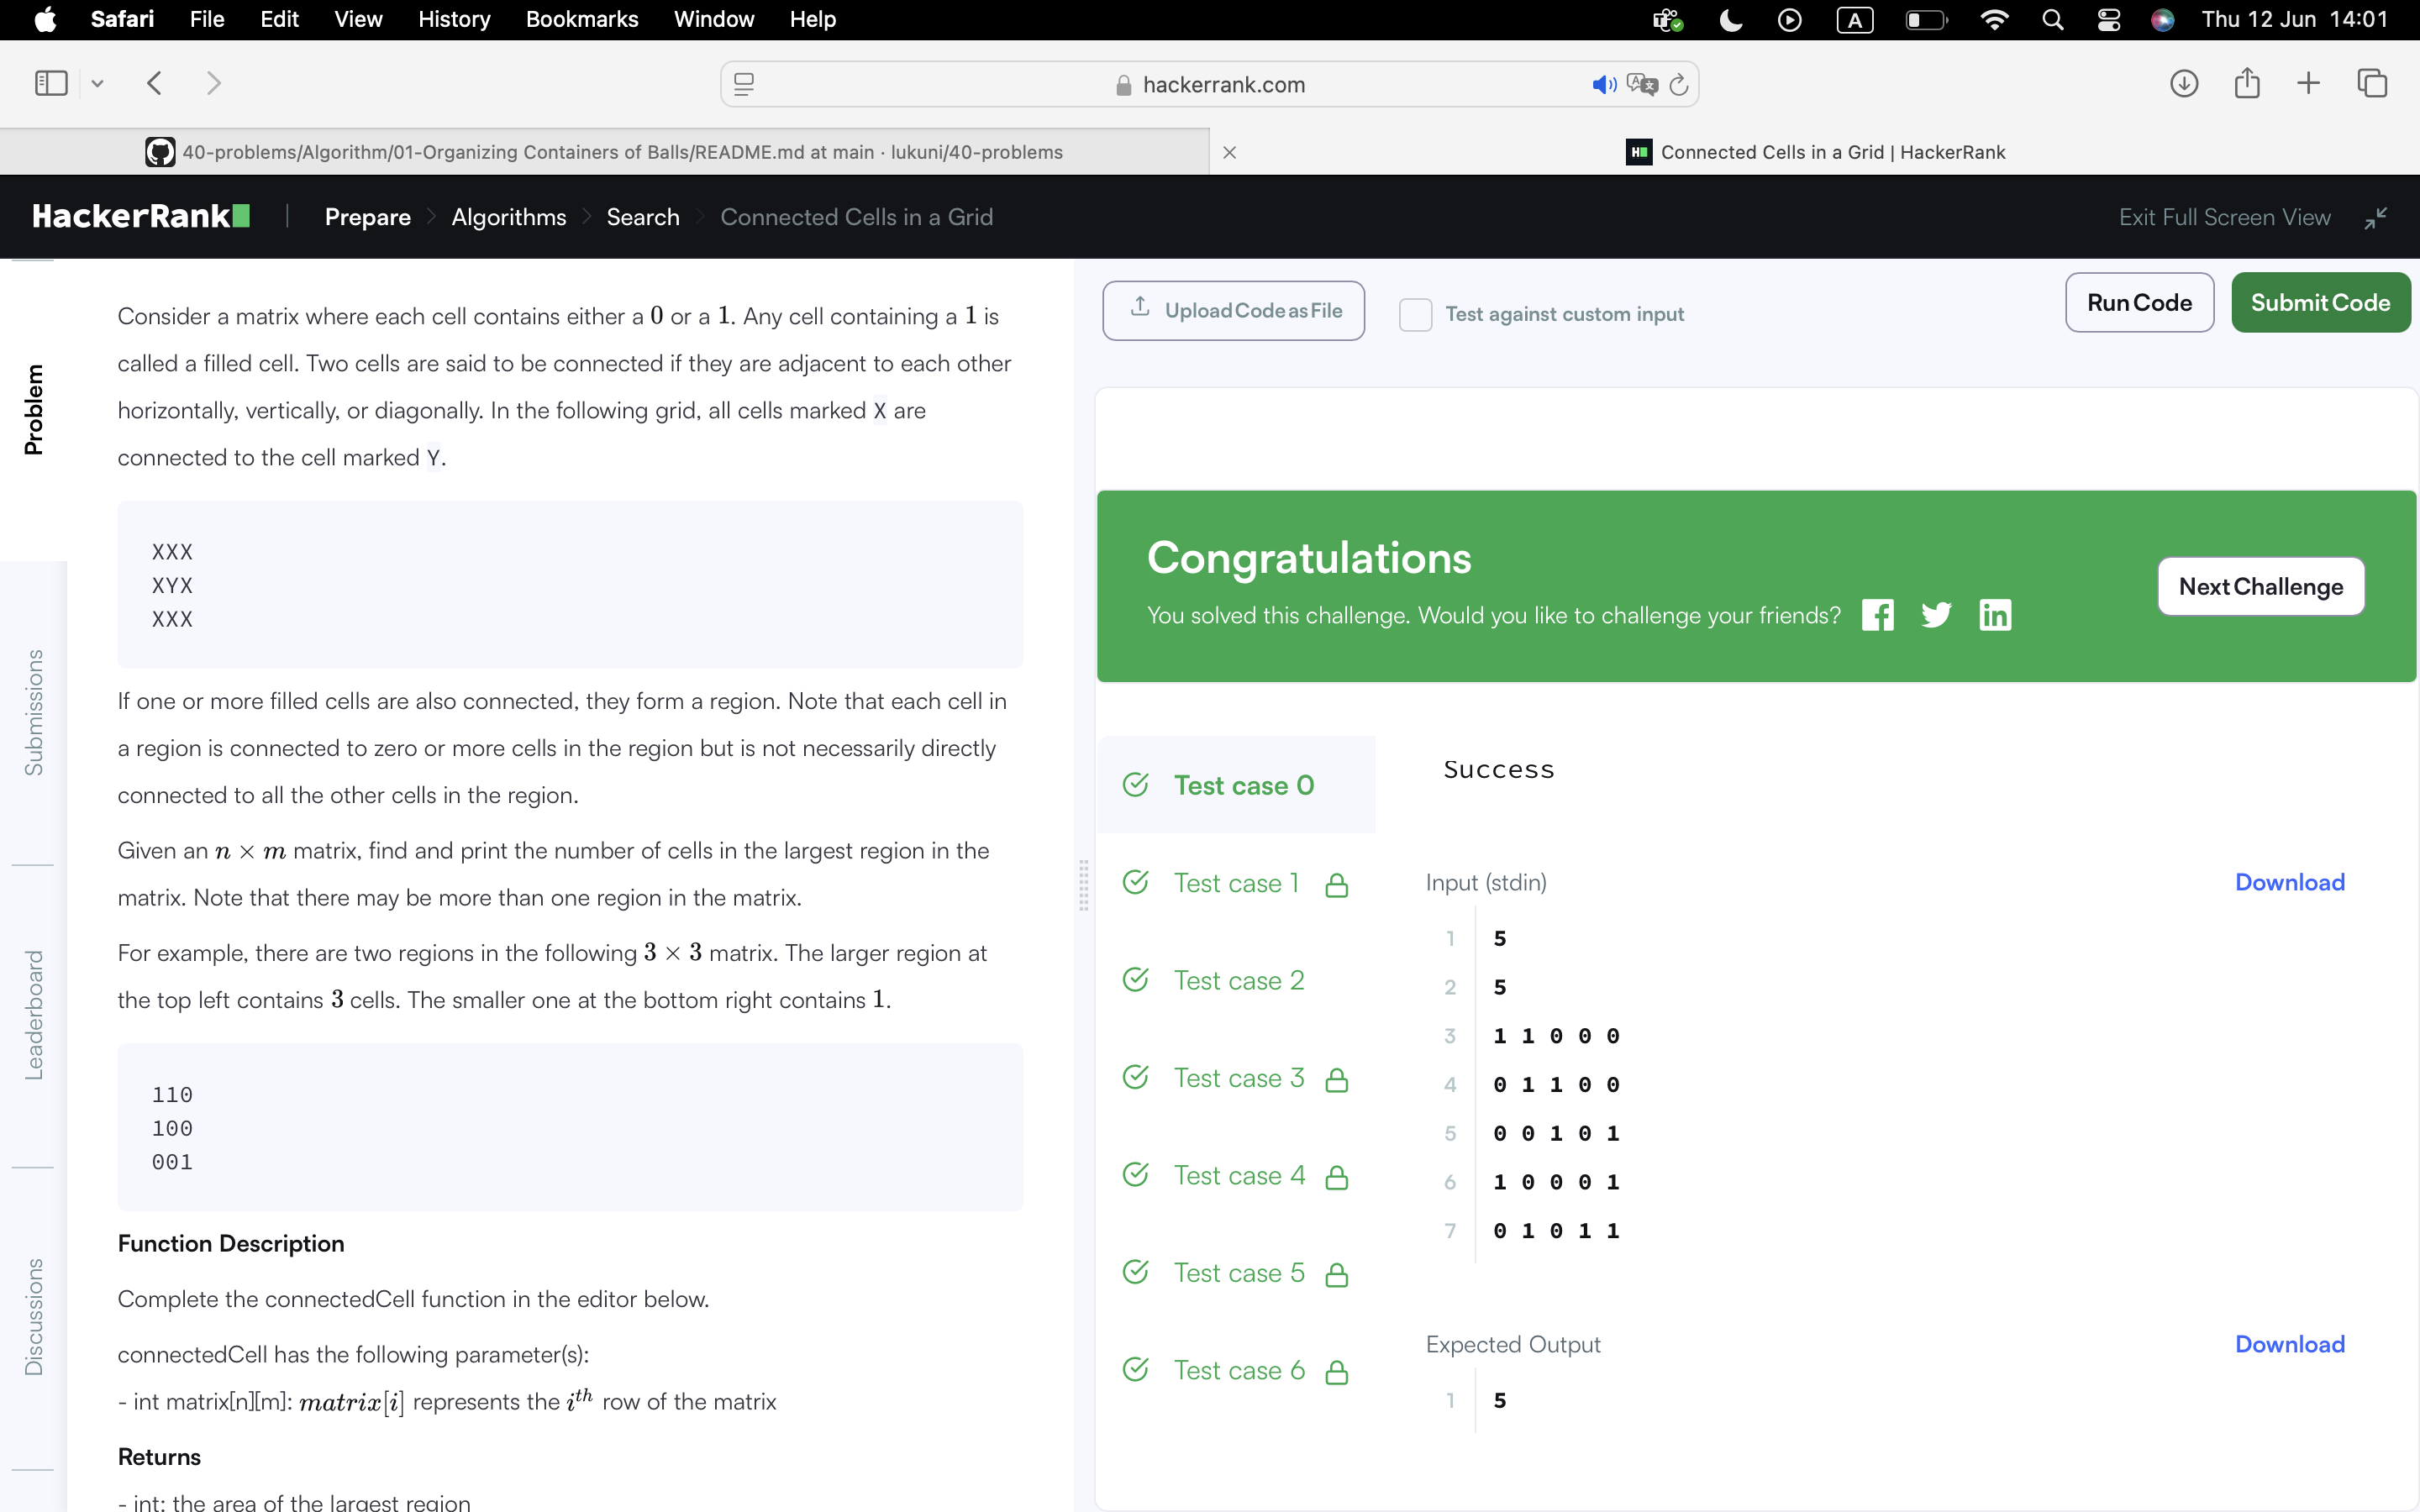 Safari File Edit View History Bookmarks Window Help A Thu 12 Jun 14:01
hackerrank.com
40-problems/Algorithm/01-Organizing Containers of Balls/README.md at main · lukuni/40-problems
Connected Cells in a Grid | HackerRank
HackerRank | Prepare > Algorithms > Search > Connected Cells in a Grid
Exit Full Screen View
Problem
Submissions
Leaderboard
Discussions
Consider a matrix where each cell contains either a 0 or a 1. Any cell containing a 1 is
called a filled cell. Two cells are said to be connected if they are adjacent to each other
horizontally, vertically, or diagonally. In the following grid, all cells marked X are
connected to the cell marked Y.
XXX
XYX
XXX
If one or more filled cells are also connected, they form a region. Note that each cell in
a region is connected to zero or more cells in the region but is not necessarily directly
connected to all the other cells in the region.
Given an n × m matrix, find and print the number of cells in the largest region in the
matrix. Note that there may be more than one region in the matrix.
For example, there are two regions in the following 3 × 3 matrix. The larger region at
the top left contains 3 cells. The smaller one at the bottom right contains 1.
110
100
001
Function Description
Complete the connectedCell function in the editor below.
connectedCell has the following parameter(s):
- int matrix[n][m]: matrix[i] represents the ith row of the matrix
Returns
- int: the area of the largest region
Upload Code as File
Test against custom input
Run Code
Submit Code
Congratulations
You solved this challenge. Would you like to challenge your friends?
Next Challenge
Test case 0
Test case 1
Test case 2
Test case 3
Test case 4
Test case 5
Test case 6
Success
Input (stdin)
Download
1 5
2 5
3 1 1 0 0 0
4 0 1 1 0 0
5 0 0 1 0 1
6 1 0 0 0 1
7 0 1 0 1 1
Expected Output
Download
1 5